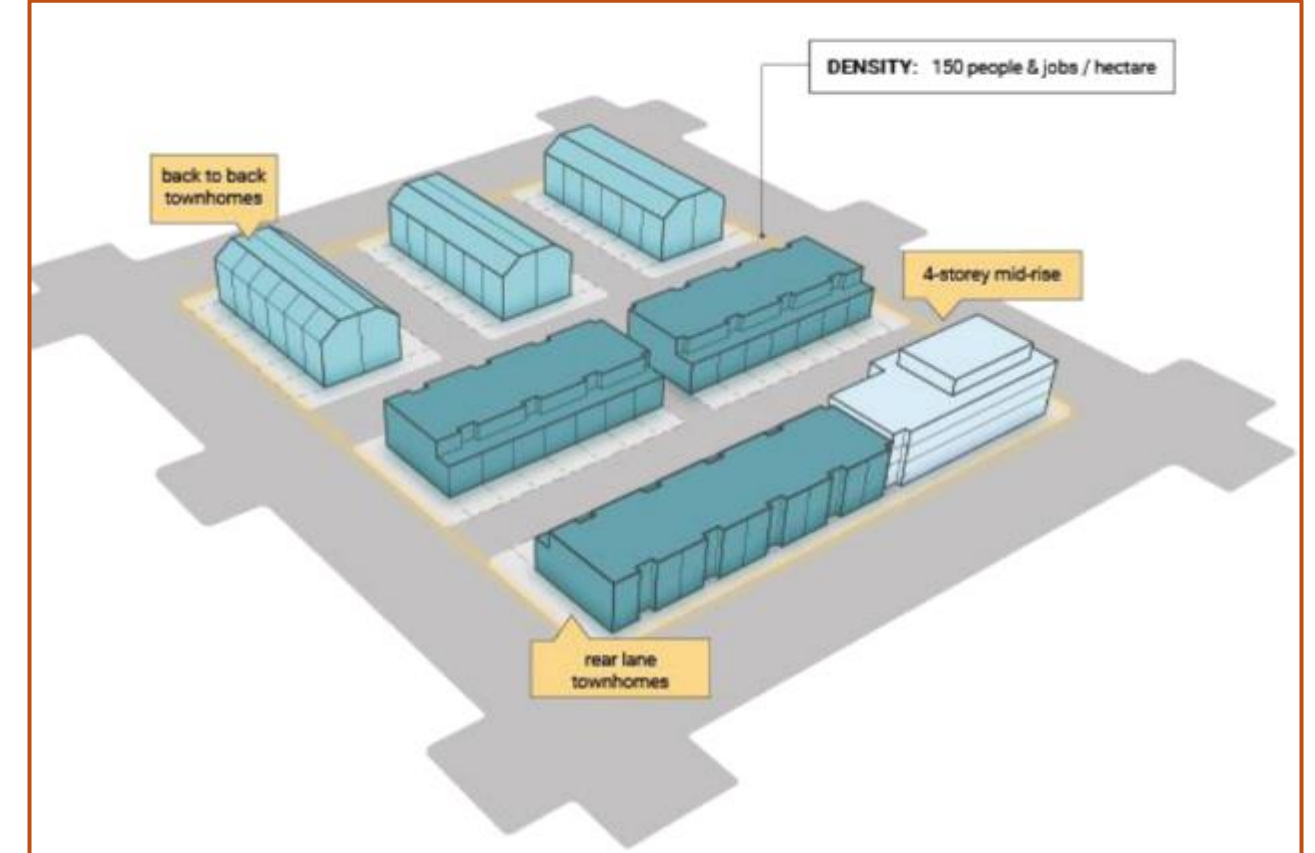 DENSITY: 150 people & jobs / hectare
back to back
townhomes
4-storey mid-rise
rear lane
townhomes